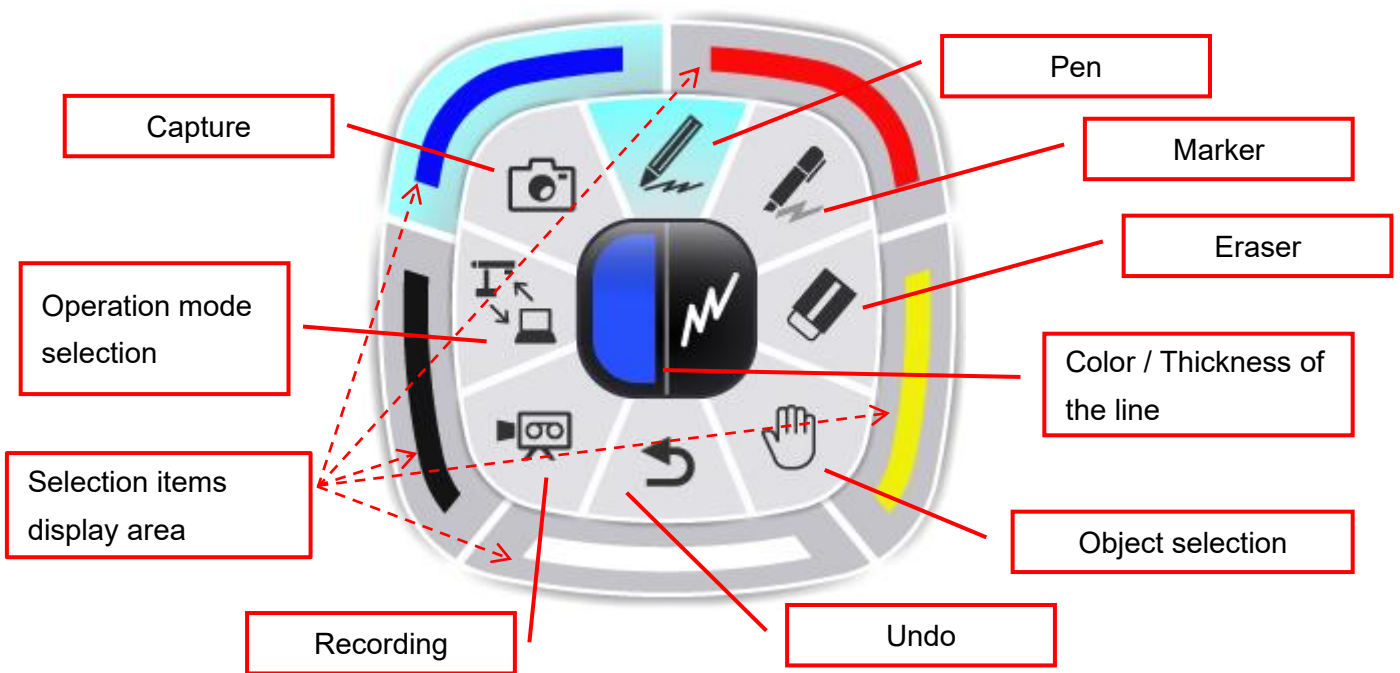 Pen
Capture
Marker
Eraser
Operation mode
selection
Color / Thickness of
the line
Selection items
display area
Object selection
Recording
Undo